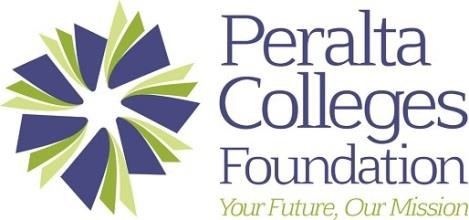 Peralta
Colleges
Foundation
Your Future, Our Mission